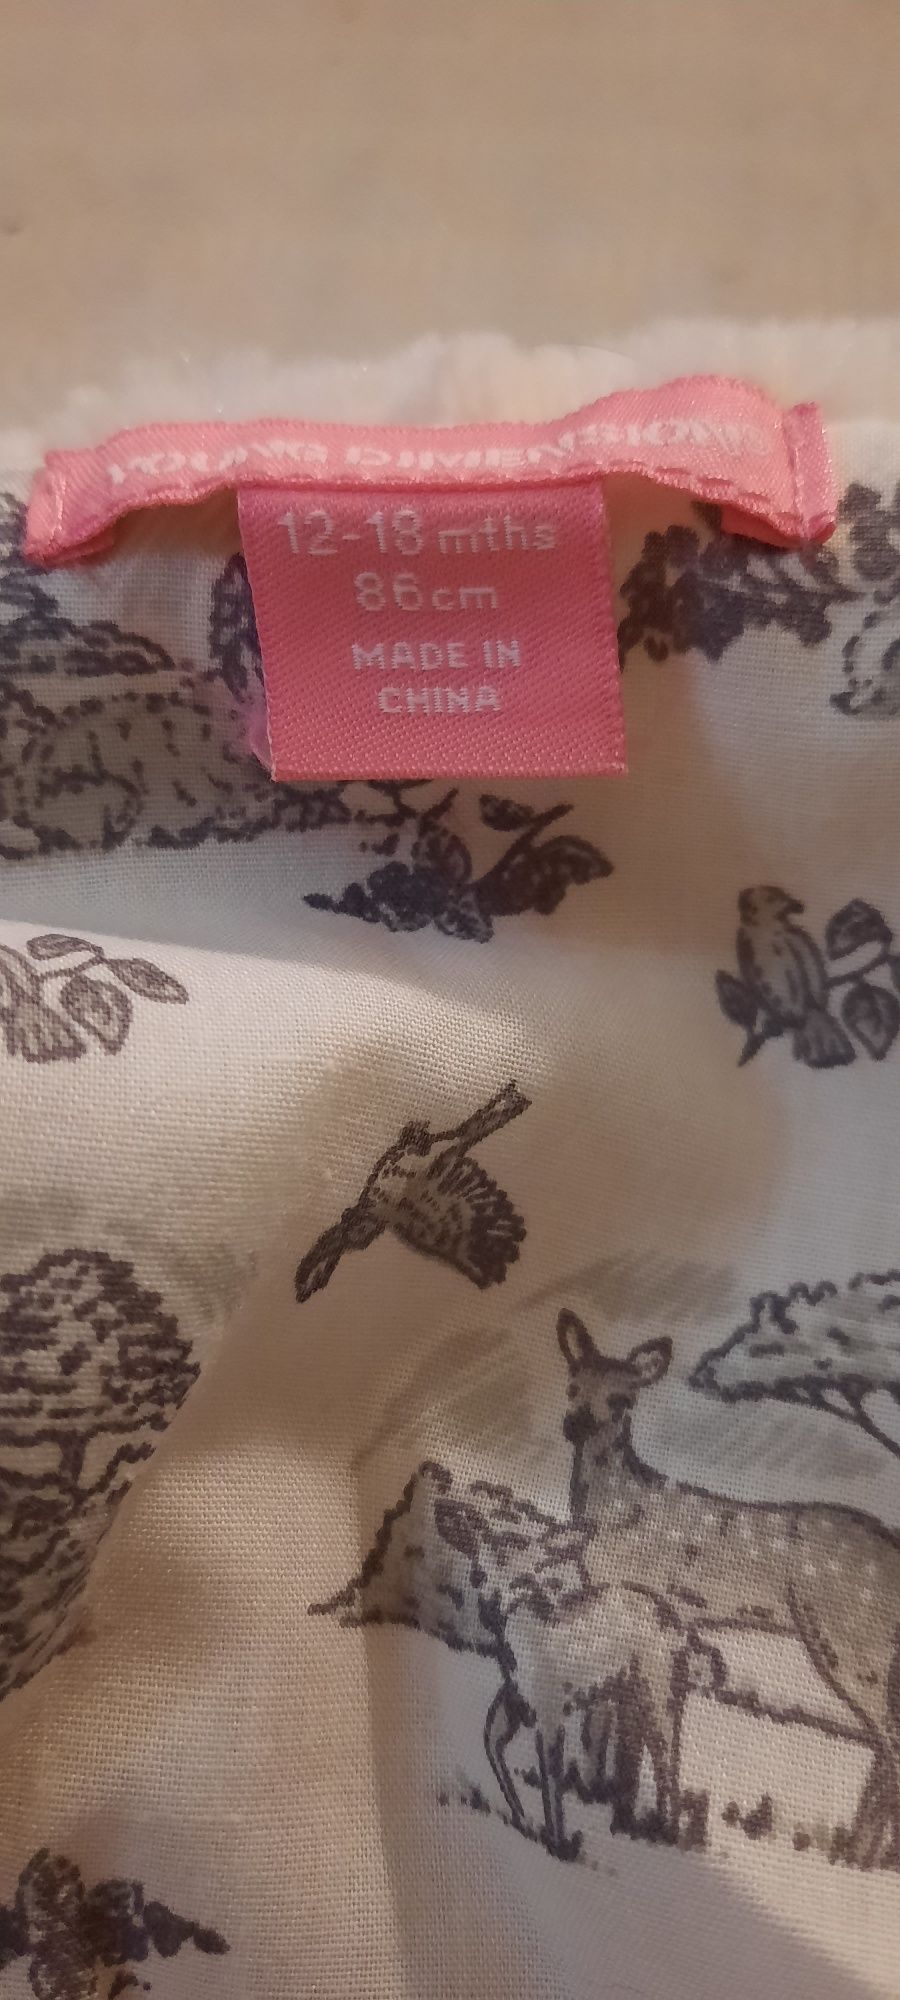 YOUNG DIMENSION
12-18 mths
86cm
MADE IN
CHINA